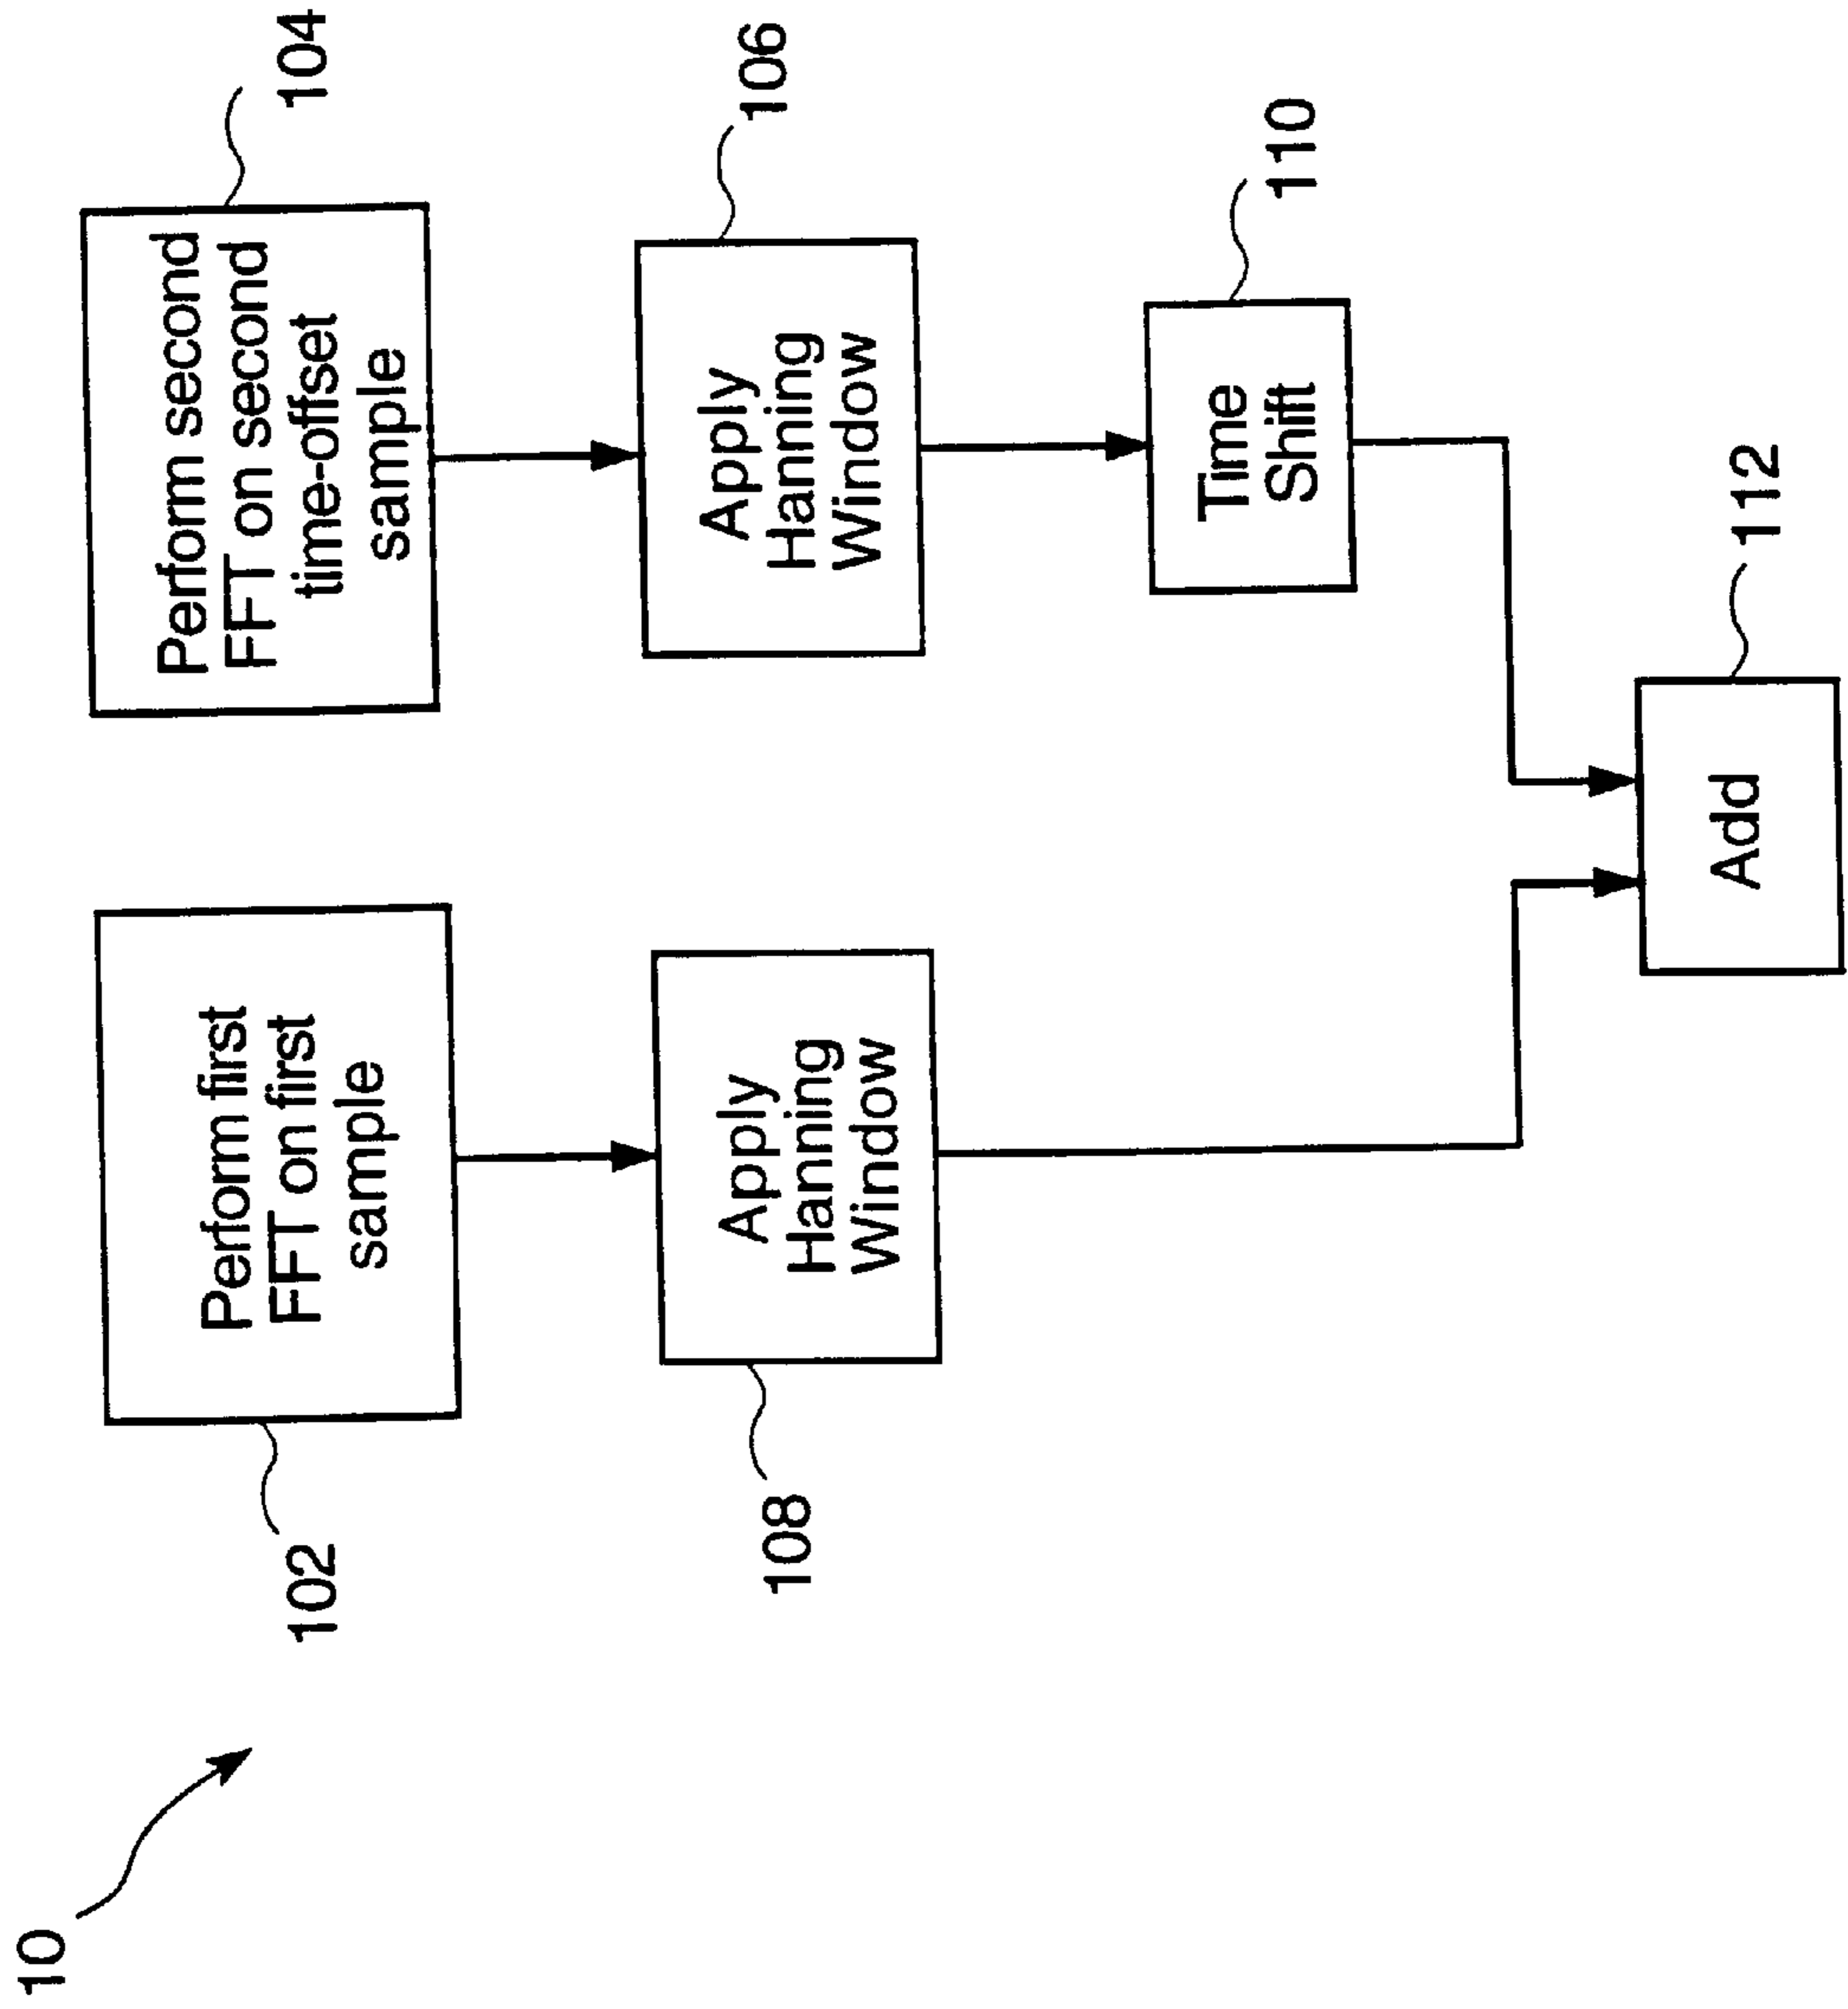 10
102
Perform first
FFT on first
sample
Perform second
FFT on second
time-offset
sample
104
108
Apply
Hanning
Window
Apply
Hanning
Window
106
Time
Shift
110
Add
112